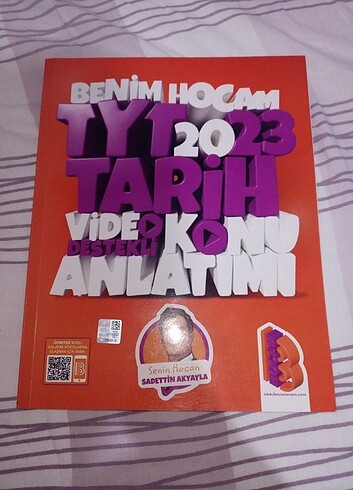 BENİM HOCAM
TYT 2023
TARİH
VİDEO
DESTEKLİ
KONU
ANLATIMI
Senin Hocan
SADETTİN AKYAYLA
B